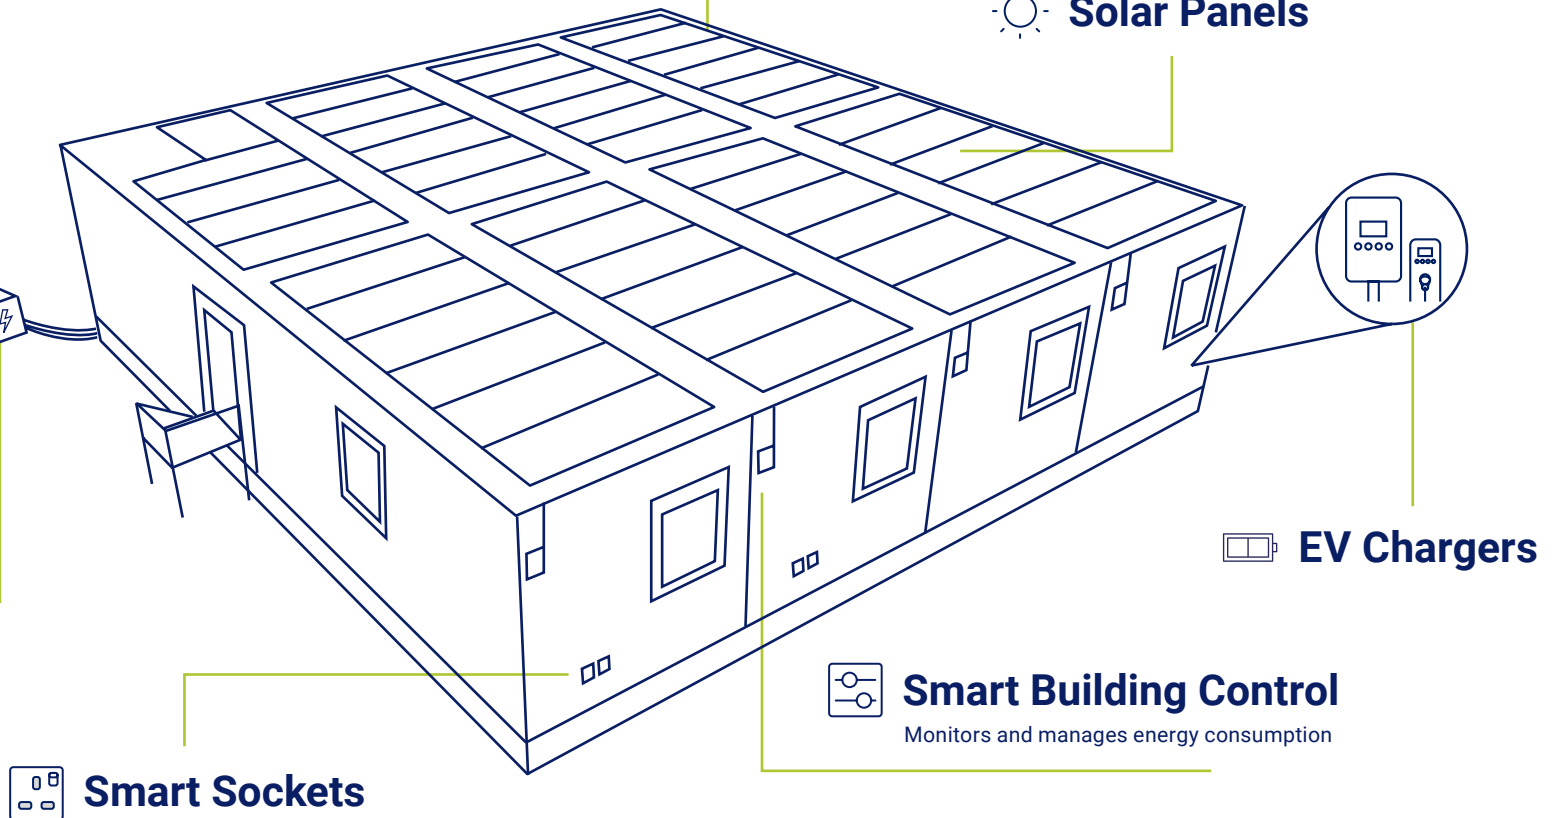 Solar Panels
EV Chargers
Smart Building Control
Monitors and manages energy consumption
Smart Sockets